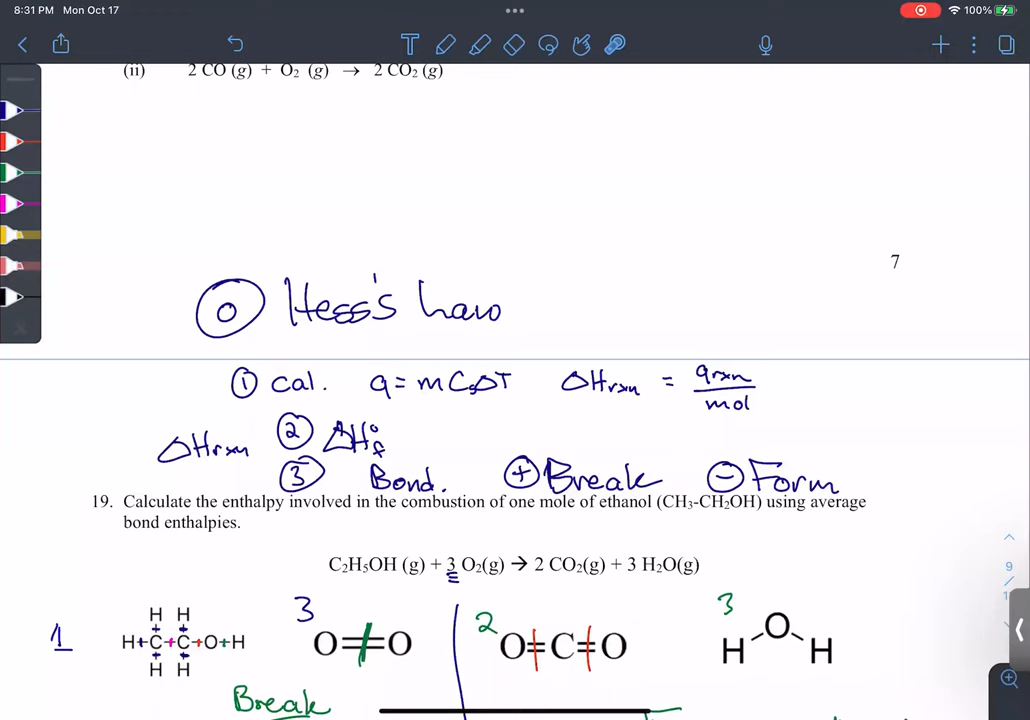 8:31 PM Mon Oct 17
100%
(ii) 2 CO (g) + O₂ (g) → 2 CO₂ (g)
7
⓪ Hess's Law
① cal. q = mCsΔT ΔHrxn = qrxn / mol
ΔHrxn ② ΔH°f
③ Bond. ⊕ Break ⊖ Form
19. Calculate the enthalpy involved in the combustion of one mole of ethanol (CH₃-CH₂OH) using average
bond enthalpies.
C₂H₅OH (g) + 3 O₂(g) → 2 CO₂(g) + 3 H₂O(g)
9
/
1 3 2 3
H H
H C C O H O=O O=C=O O
H H H H
Break